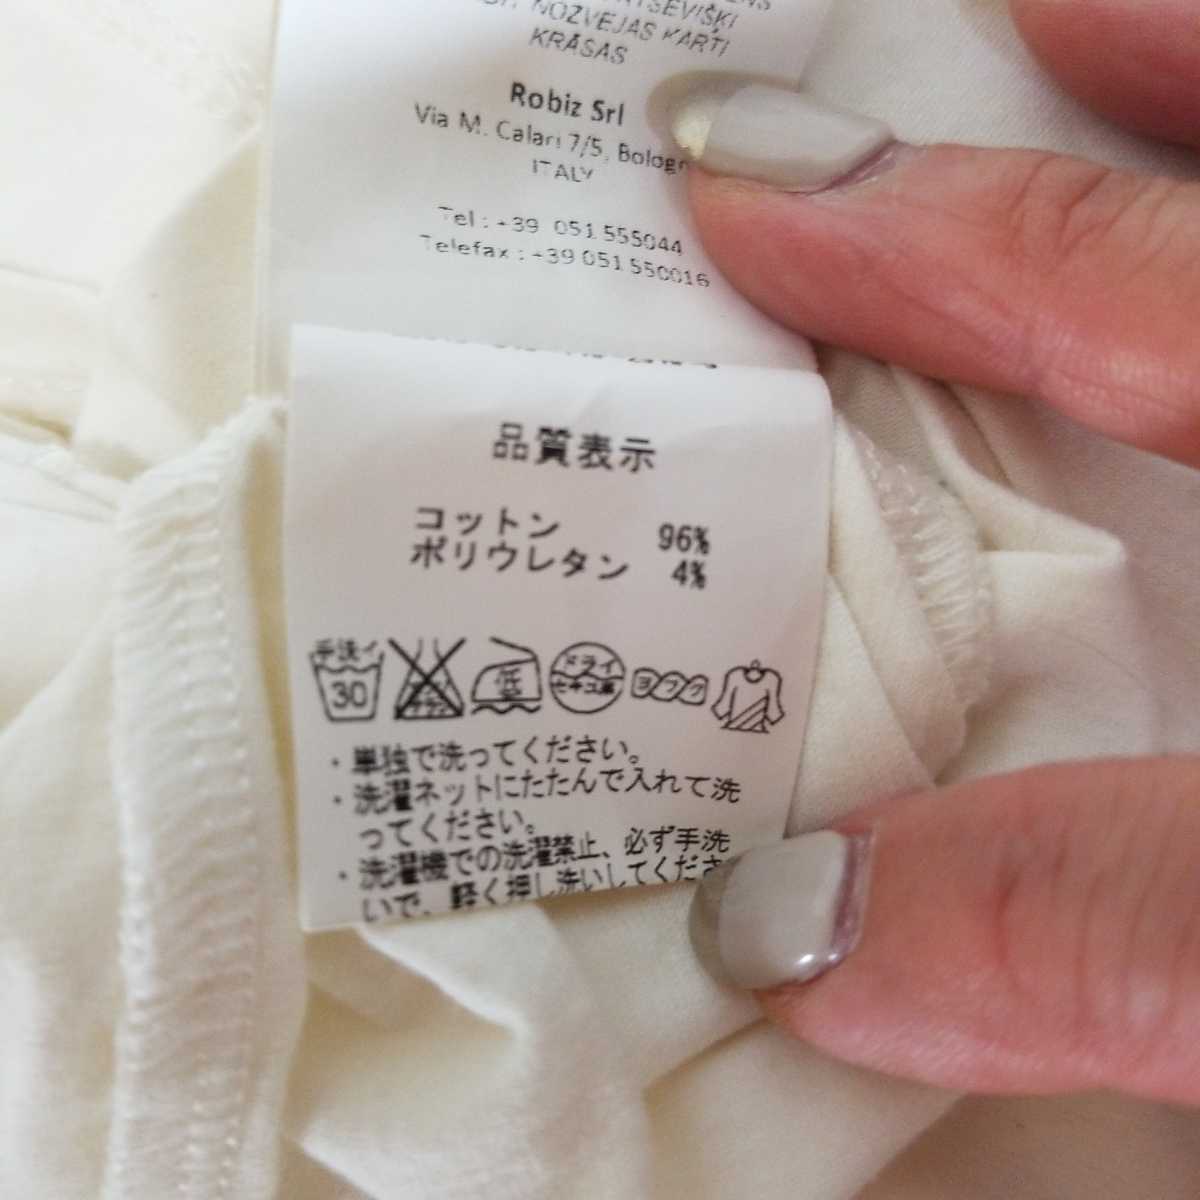 NOZVEJAS KARTI
KRĀSAS
Robiz Srl
Via M. Calari 7/5,
ITALY
Tel : +39 051 555044
Telefax : +39 051 550016
品質表示
コットン 96%
ポリウレタン 4%
手洗イ 30 低 ドライ セキユ系 ヨワク
・単独で洗ってください。
・洗濯ネットにたたんで入れて洗
ってください。
・洗濯機での洗濯禁止、必ず手洗
いで、軽く押し洗いしてくださ